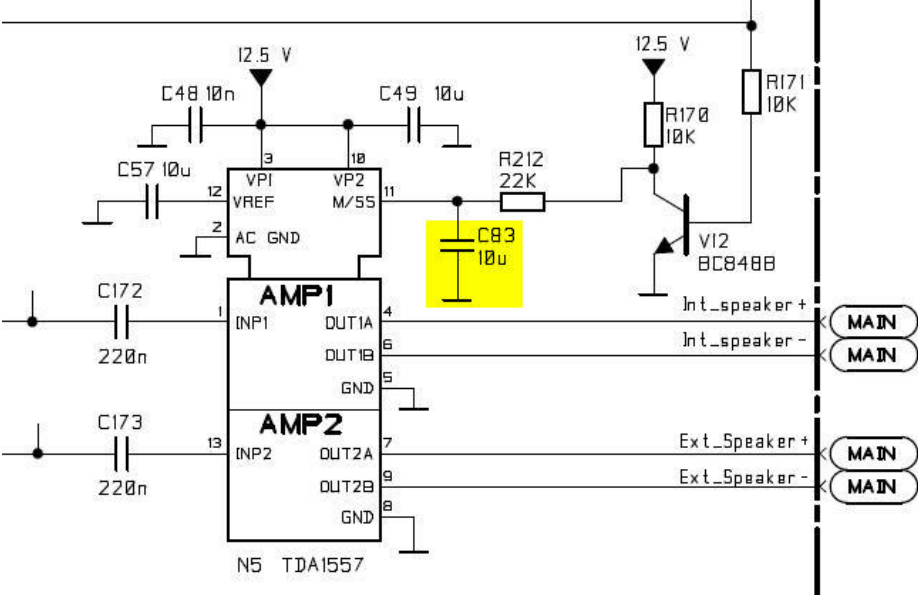 12.5 V
12.5 V
C48 10n
C49 10u
R171
10K
R170
10K
C57 10u
3
10
R212
22K
12
VP1
VP2
11
VREF
M/SS
2
AC GND
C83
10u
V12
BC848B
C172
AMP1
Int_speaker+
1
INP1
OUT1A
4
MAIN
220n
OUT1B
6
Int_speaker-
MAIN
GND
5
C173
AMP2
Ext_Speaker+
13
INP2
OUT2A
7
MAIN
220n
OUT2B
9
Ext_Speaker-
MAIN
GND
8
N5 TDA1557